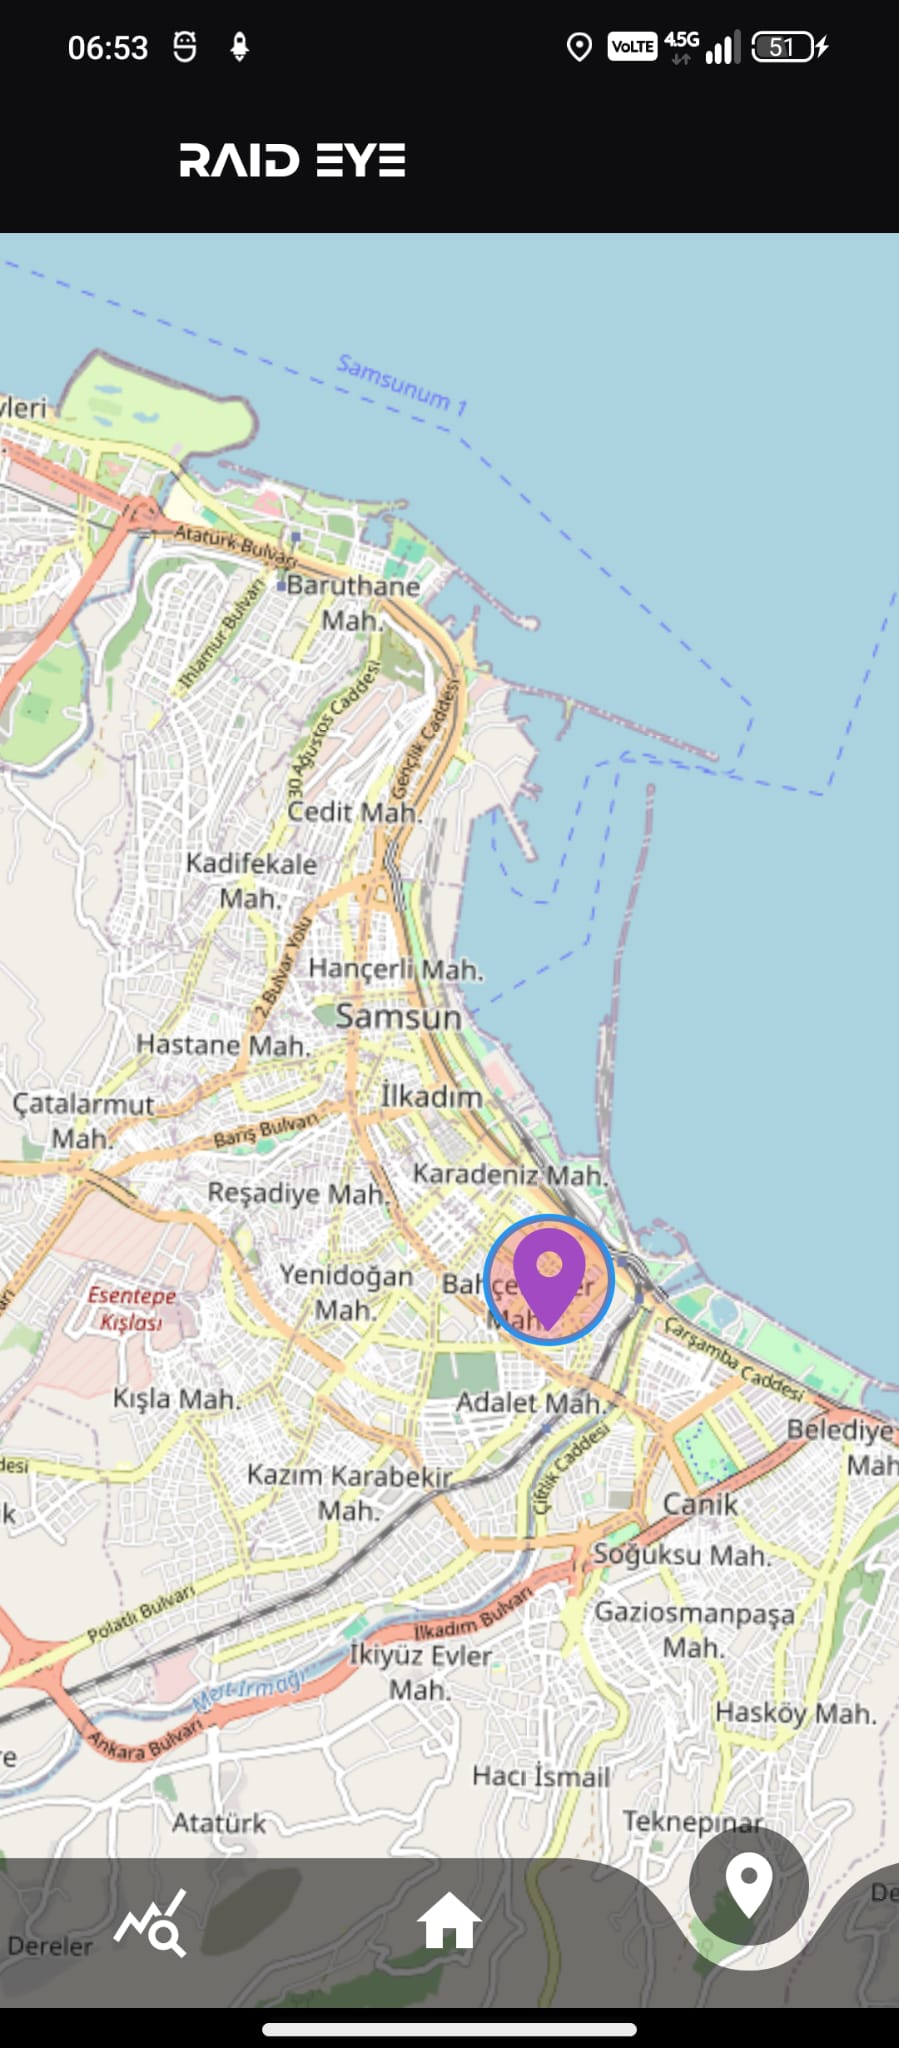 06:53
VoLTE
4.5G
51
RAID EYE
Samsunum 1
yleri
Atatürk Bulvarı
Baruthane
Mah.
Ihlamur Bulvarı
30 Ağustos Caddesi
Gençlik Caddesi
Cedit Mah.
Kadifekale
Mah.
2.Bulvar Yolu
Hançerli Mah.
Samsun
Hastane Mah.
İlkadım
Çatalarmut
Mah.
Barış Bulvarı
Karadeniz Mah.
Reşadiye Mah.
Yenidoğan
Mah.
Esentepe
Kışlası
Mah.
Çarşamba Caddesi
Kışla Mah.
Adalet Mah.
Belediye
Mah
desi
Kazım Karabekir
Mah.
Çiftlik Caddesi
Canik
k
Soğuksu Mah.
Polatlı Bulvarı
Gaziosmanpaşa
Mah.
İlkadım Bulvarı
İkiyüz Evler
Mah.
Mert Irmağı
Hasköy Mah.
Ankara Bulvarı
re
Hacı İsmail
Atatürk
Teknepınar
De
Dereler